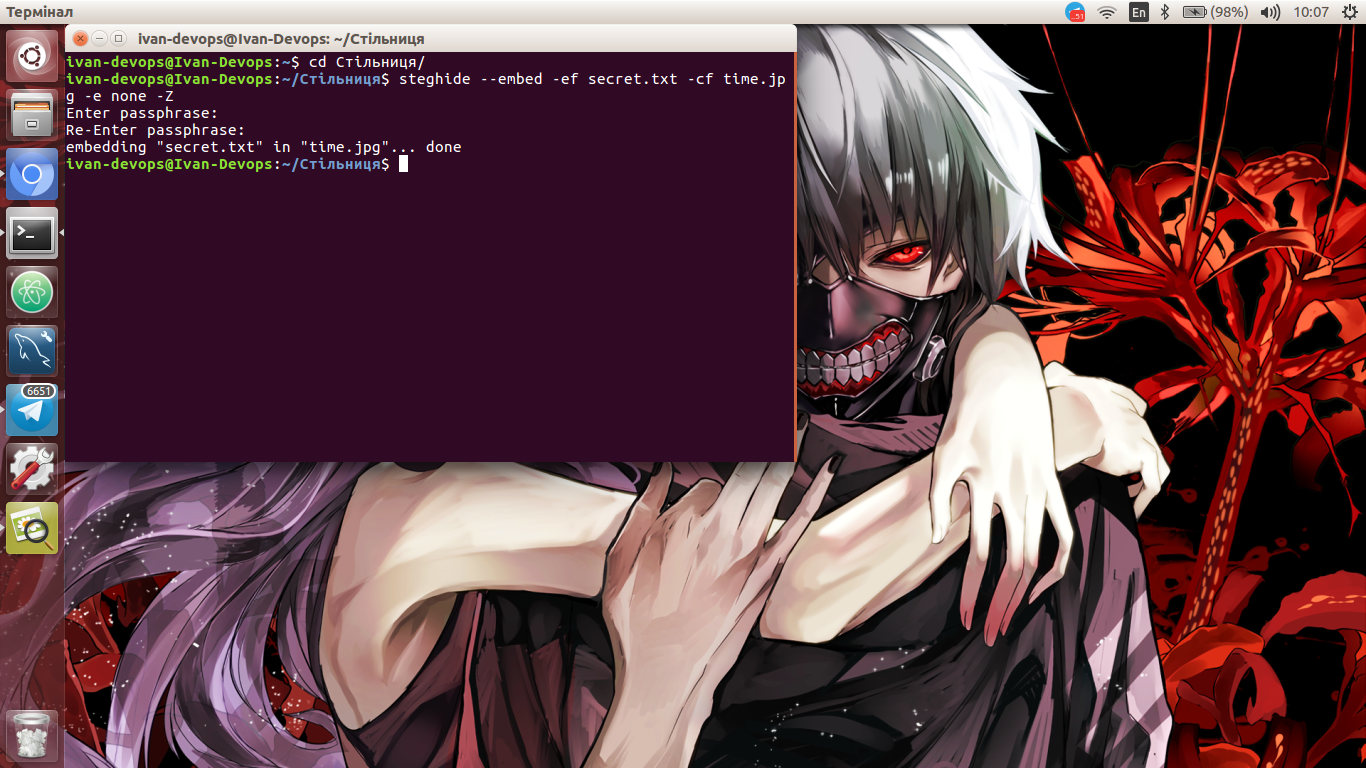 Термінал
51
En
(98%)
10:07
ivan-devops@Ivan-Devops: ~/Стільниця
ivan-devops@Ivan-Devops:~$ cd Стільниця/
ivan-devops@Ivan-Devops:~/Стільниця$ steghide --embed -ef secret.txt -cf time.jp
g -e none -Z
Enter passphrase:
Re-Enter passphrase:
embedding "secret.txt" in "time.jpg"... done
ivan-devops@Ivan-Devops:~/Стільниця$
>_
6651